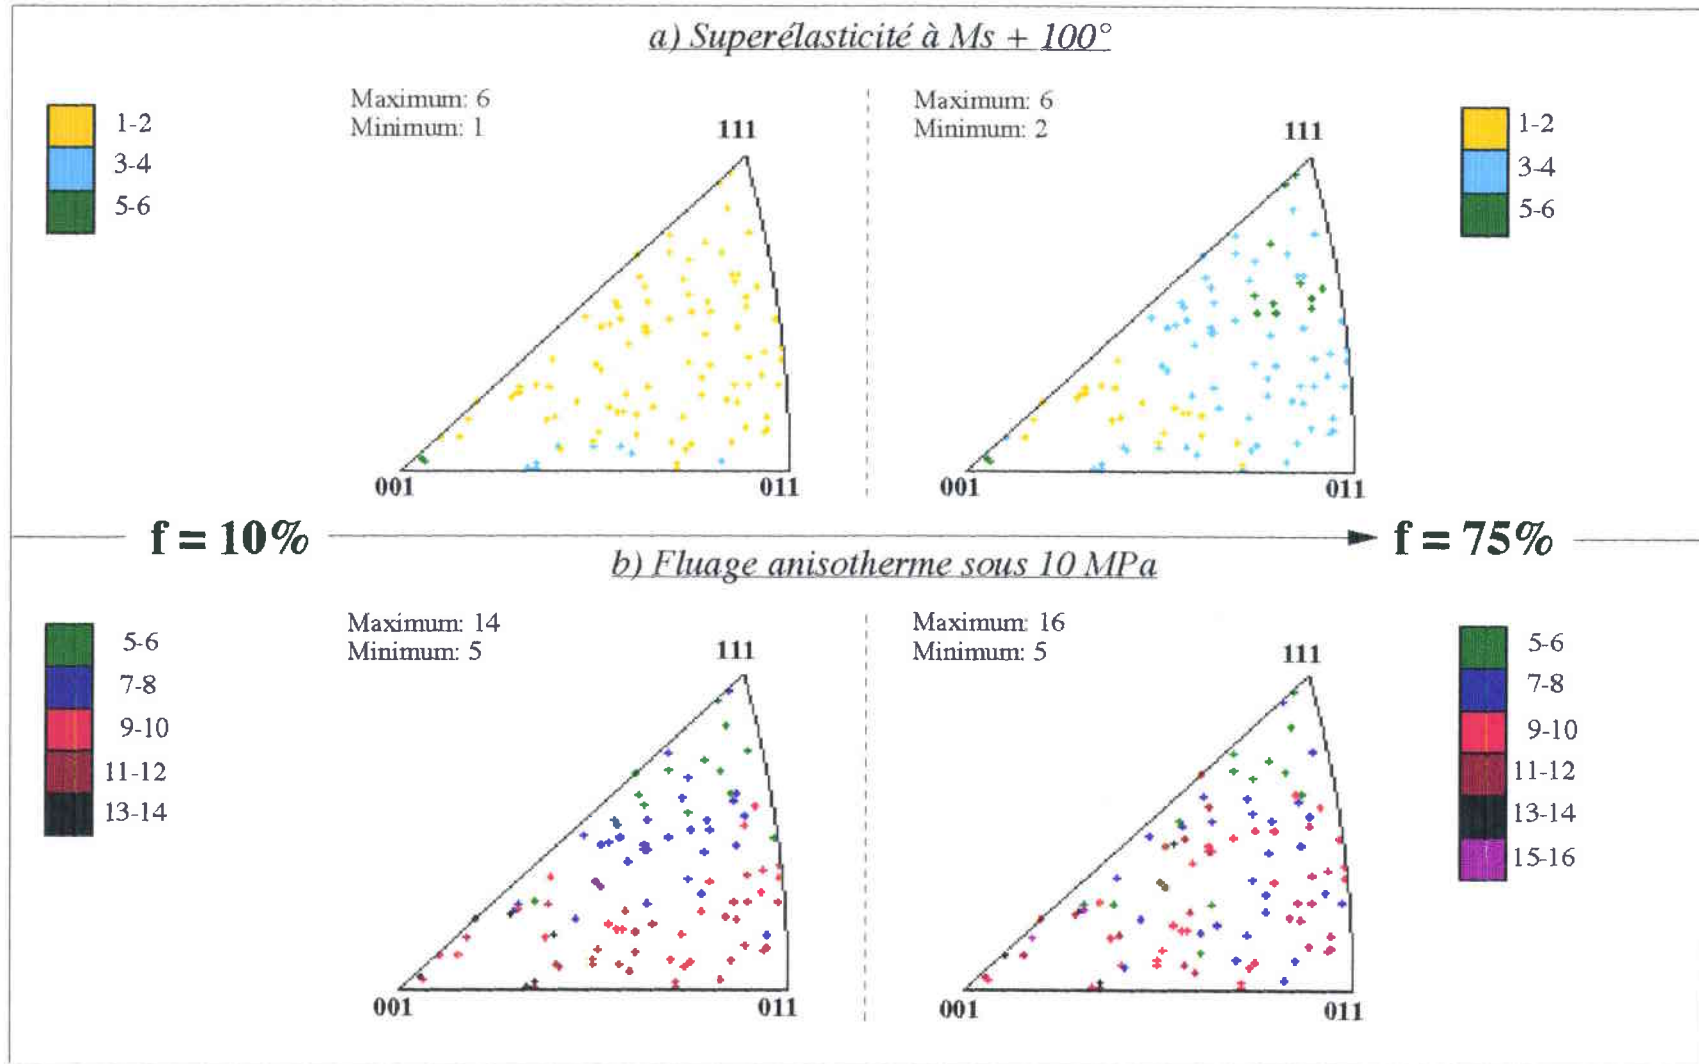 a) Superélasticité à Ms + 100°
1-2
3-4
5-6
Maximum: 6
Minimum: 1
111
001
011
Maximum: 6
Minimum: 2
111
001
011
1-2
3-4
5-6
f = 10%
f = 75%
b) Fluage anisotherme sous 10 MPa
5-6
7-8
9-10
11-12
13-14
Maximum: 14
Minimum: 5
111
001
011
Maximum: 16
Minimum: 5
111
001
011
5-6
7-8
9-10
11-12
13-14
15-16